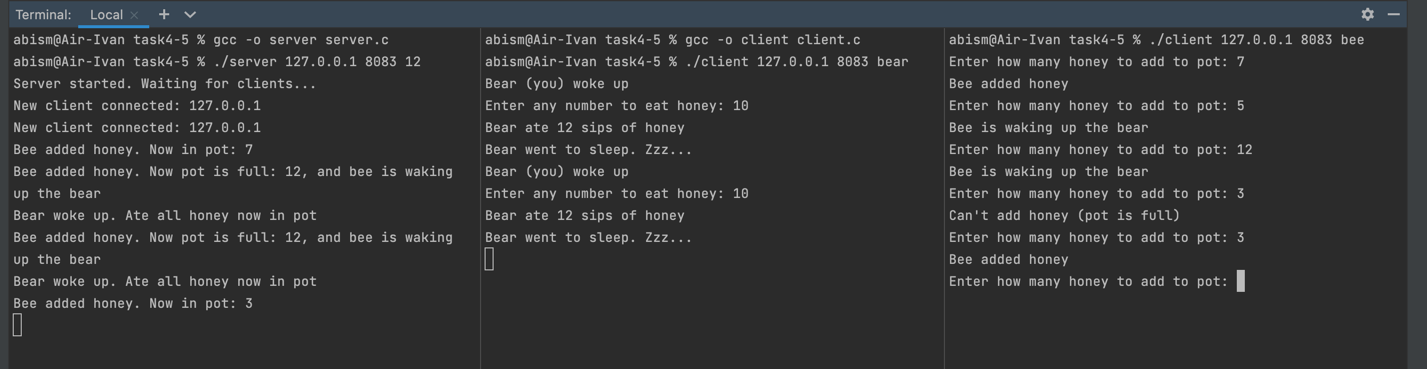 Terminal: Local
abism@Air-Ivan task4-5 % gcc -o server server.c
abism@Air-Ivan task4-5 % ./server 127.0.0.1 8083 12
Server started. Waiting for clients...
New client connected: 127.0.0.1
New client connected: 127.0.0.1
Bee added honey. Now in pot: 7
Bee added honey. Now pot is full: 12, and bee is waking
up the bear
Bear woke up. Ate all honey now in pot
Bee added honey. Now pot is full: 12, and bee is waking
up the bear
Bear woke up. Ate all honey now in pot
Bee added honey. Now in pot: 3
abism@Air-Ivan task4-5 % gcc -o client client.c
abism@Air-Ivan task4-5 % ./client 127.0.0.1 8083 bear
Bear (you) woke up
Enter any number to eat honey: 10
Bear ate 12 sips of honey
Bear went to sleep. Zzz...
Bear (you) woke up
Enter any number to eat honey: 10
Bear ate 12 sips of honey
Bear went to sleep. Zzz...
abism@Air-Ivan task4-5 % ./client 127.0.0.1 8083 bee
Enter how many honey to add to pot: 7
Bee added honey
Enter how many honey to add to pot: 5
Bee is waking up the bear
Enter how many honey to add to pot: 12
Bee is waking up the bear
Enter how many honey to add to pot: 3
Can't add honey (pot is full)
Enter how many honey to add to pot: 3
Bee added honey
Enter how many honey to add to pot: